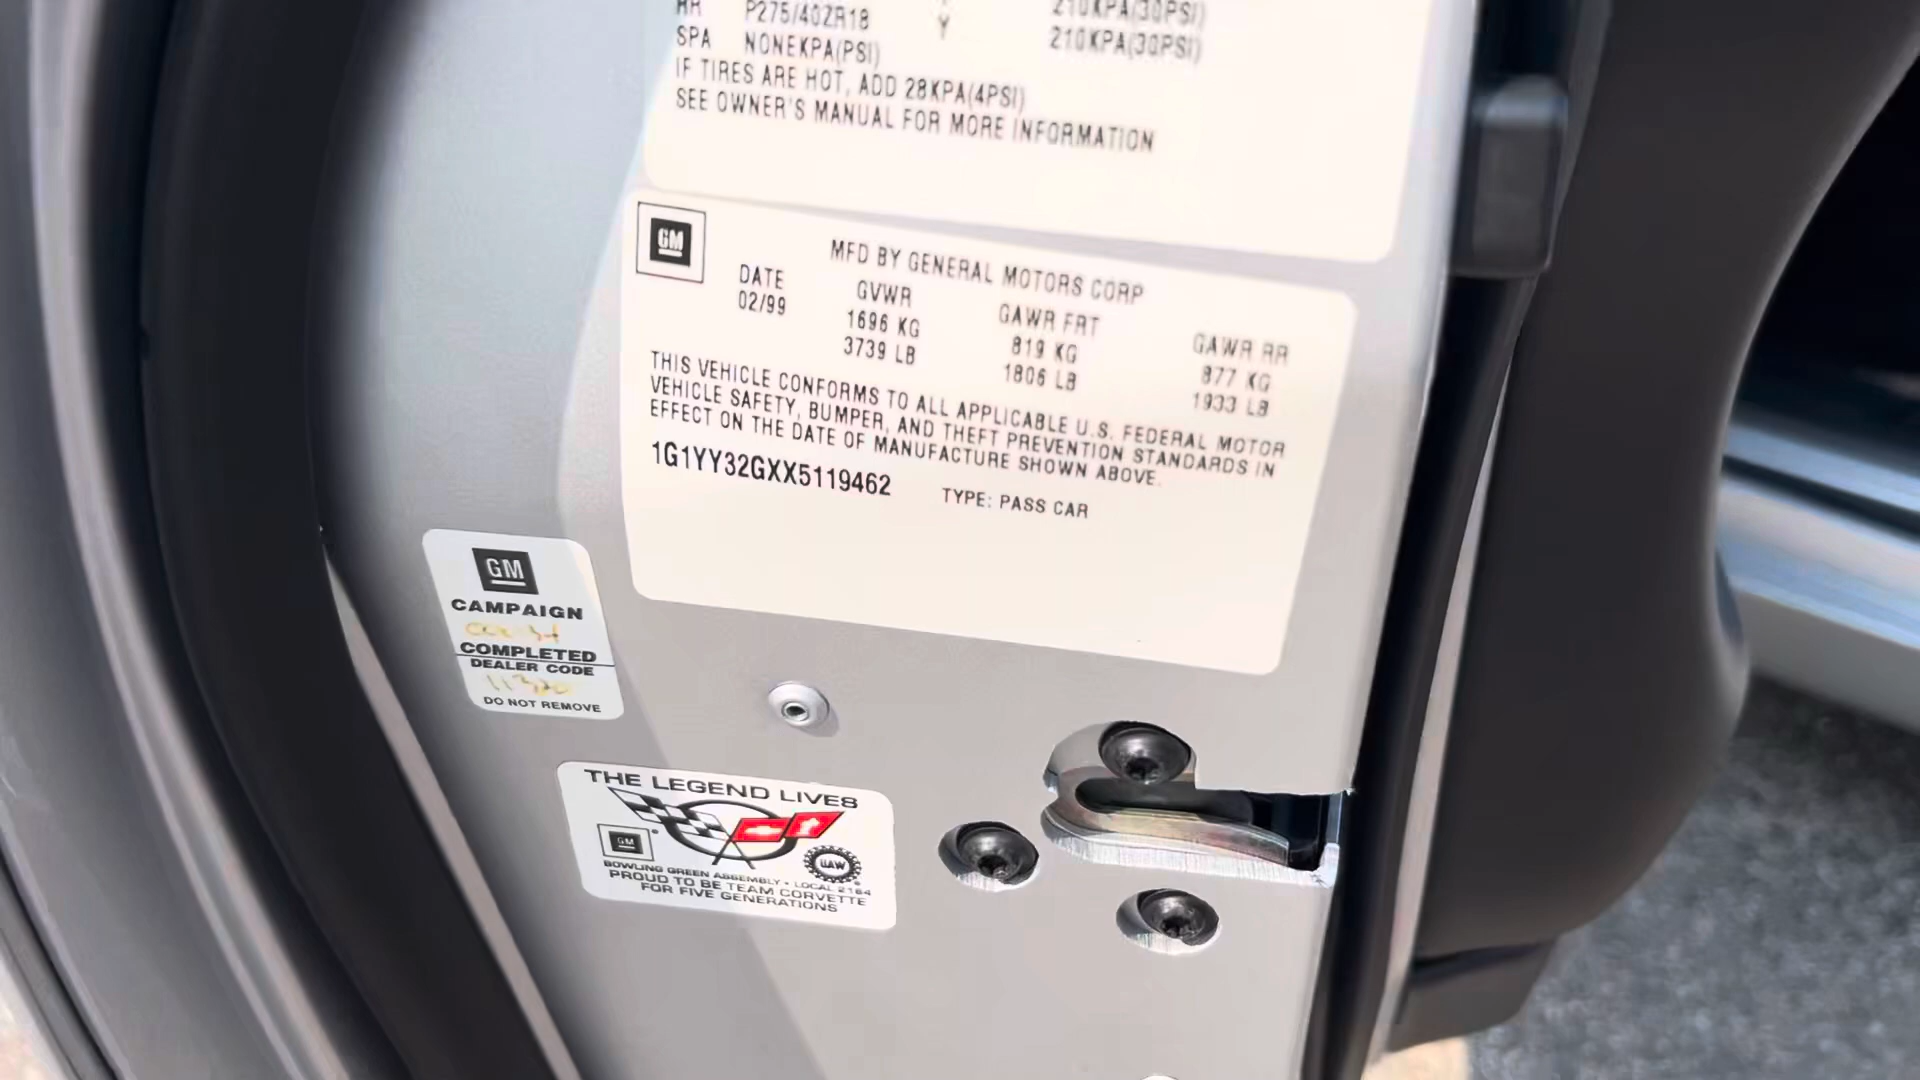 RR P275/40ZR18 Y 210KPA(30PSI)
SPA NONEKPA(PSI) 210KPA(30PSI)
IF TIRES ARE HOT, ADD 28KPA(4PSI)
SEE OWNER'S MANUAL FOR MORE INFORMATION
GM
MFD BY GENERAL MOTORS CORP
DATE GVWR GAWR FRT GAWR RR
02/99 1696 KG 819 KG 877 KG
3739 LB 1806 LB 1933 LB
THIS VEHICLE CONFORMS TO ALL APPLICABLE U.S. FEDERAL MOTOR
VEHICLE SAFETY, BUMPER, AND THEFT PREVENTION STANDARDS IN
EFFECT ON THE DATE OF MANUFACTURE SHOWN ABOVE.
1G1YY32GXX5119462 TYPE: PASS CAR
GM
CAMPAIGN
COMPLETED
DEALER CODE
DO NOT REMOVE
THE LEGEND LIVES
GM
UAW
BOWLING GREEN ASSEMBLY • LOCAL 2164
PROUD TO BE TEAM CORVETTE
FOR FIVE GENERATIONS